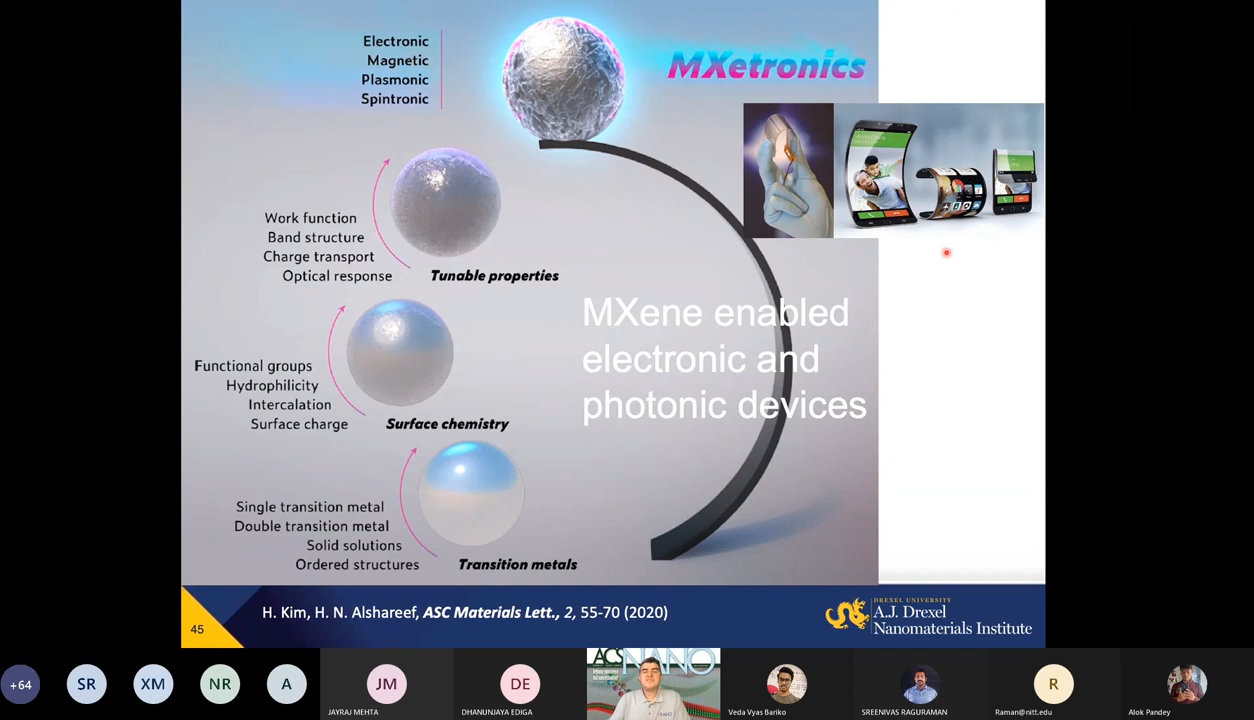 Electronic
Magnetic
Plasmonic
Spintronic
MXetronics
Work function
Band structure
Charge transport
Optical response
Tunable properties
MXene enabled
electronic and
photonic devices
Functional groups
Hydrophilicity
Intercalation
Surface charge
Surface chemistry
Single transition metal
Double transition metal
Solid solutions
Ordered structures
Transition metals
45
H. Kim, H. N. Alshareef, ASC Materials Lett., 2, 55-70 (2020)
DREXEL UNIVERSITY
A.J. Drexel
Nanomaterials Institute
+64
SR
XM
NR
A
JM
JAYRAJ MEHTA
DE
DHANUNJAYA EDIGA
ACS NANO
Veda Vyas Bariko
SREENIVAS RAGURAMAN
R
Raman@nitt.edu
Alok Pandey